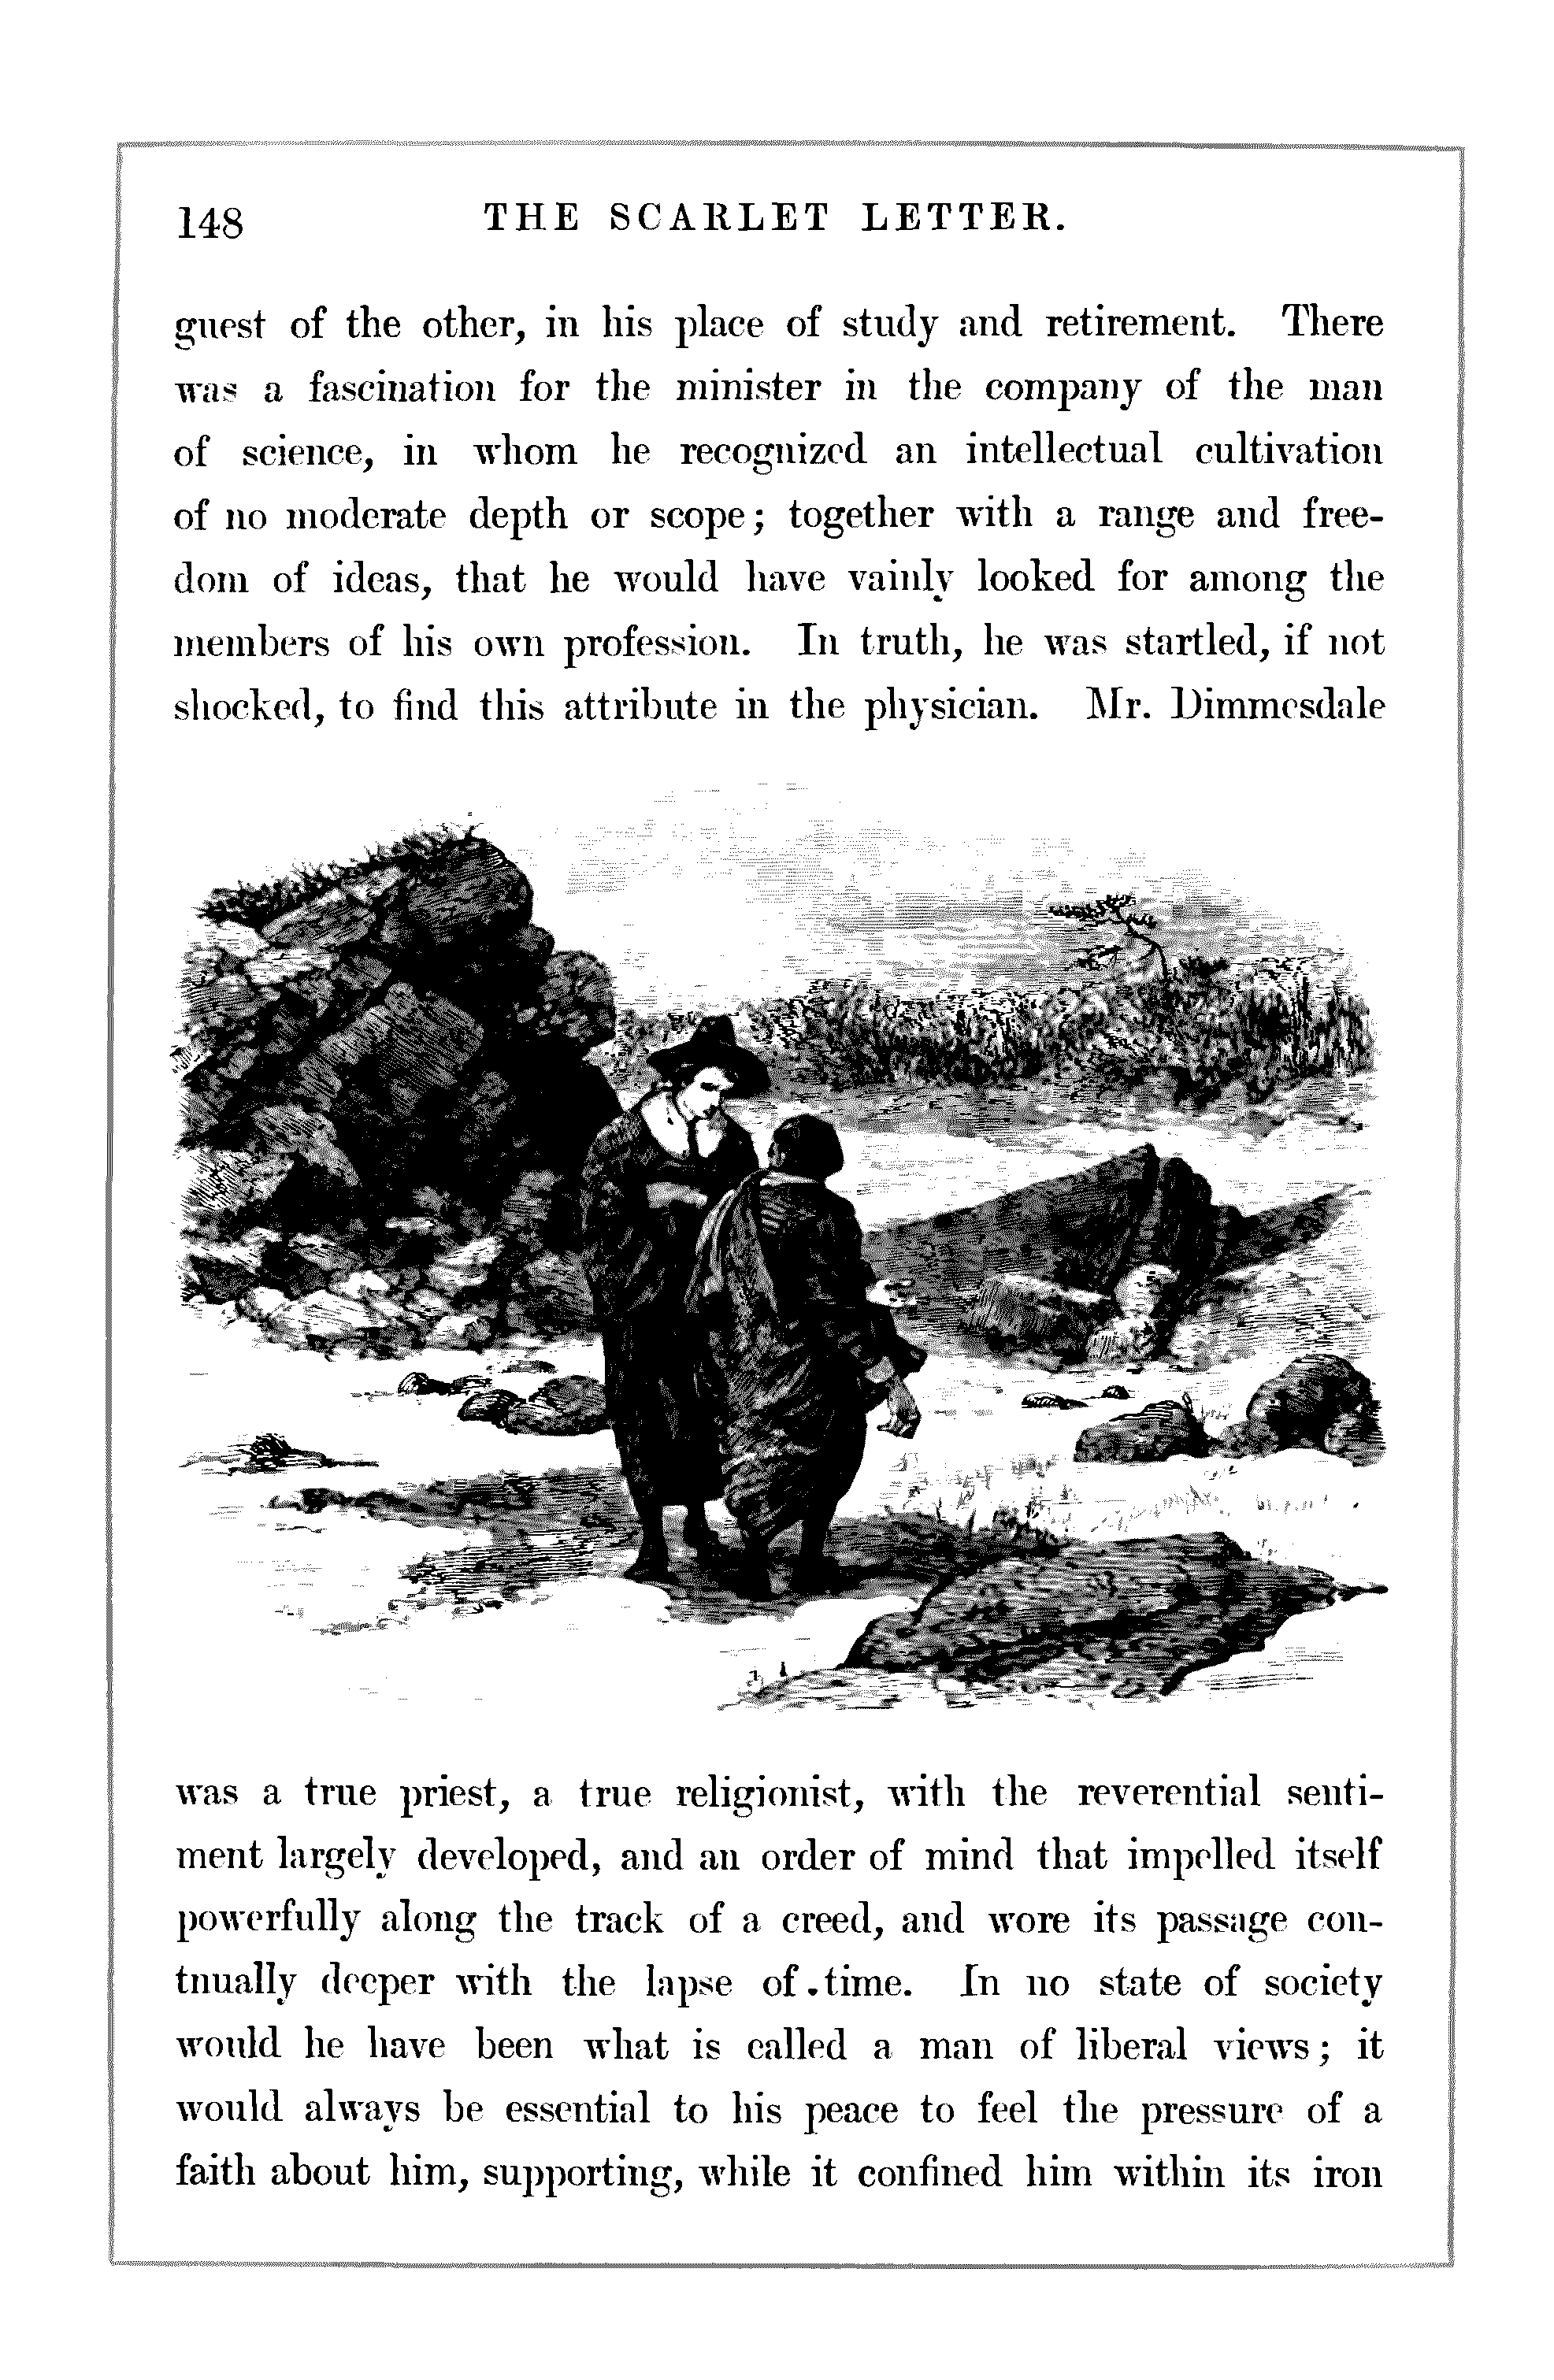 148 THE SCARLET LETTER.
guest of the other, in his place of study and retirement. There
was a fascination for the minister in the company of the man
of science, in whom he recognized an intellectual cultivation
of no moderate depth or scope; together with a range and free-
dom of ideas, that he would have vainly looked for among the
members of his own profession. In truth, he was startled, if not
shocked, to find this attribute in the physician. Mr. Dimmesdale
was a true priest, a true religionist, with the reverential senti-
ment largely developed, and an order of mind that impelled itself
powerfully along the track of a creed, and wore its passage con-
tnually deeper with the lapse of.time. In no state of society
would he have been what is called a man of liberal views; it
would always be essential to his peace to feel the pressure of a
faith about him, supporting, while it confined him within its iron